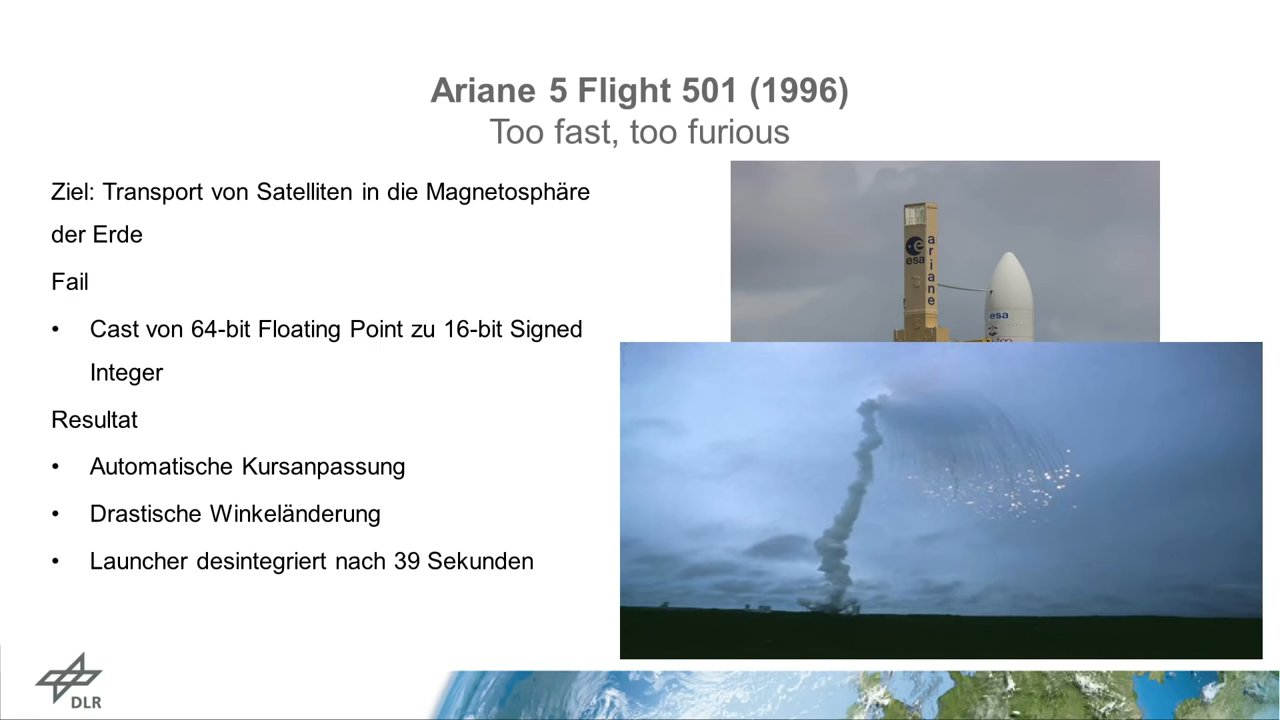 Ariane 5 Flight 501 (1996)
Too fast, too furious
Ziel: Transport von Satelliten in die Magnetosphäre
der Erde
Fail
• Cast von 64-bit Floating Point zu 16-bit Signed
Integer
Resultat
• Automatische Kursanpassung
• Drastische Winkeländerung
• Launcher desintegriert nach 39 Sekunden
esa
ariane
esa
DLR